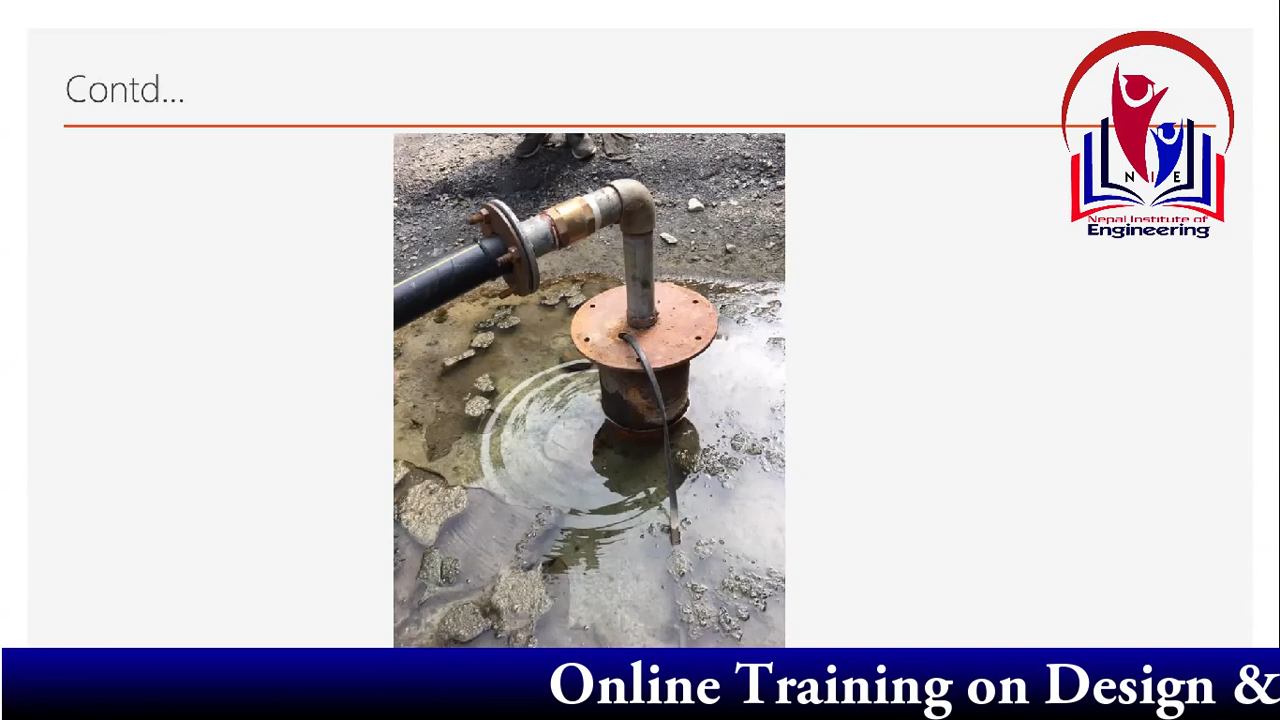 Contd...
N I E
Nepal Institute of
Engineering
Online Training on Design &